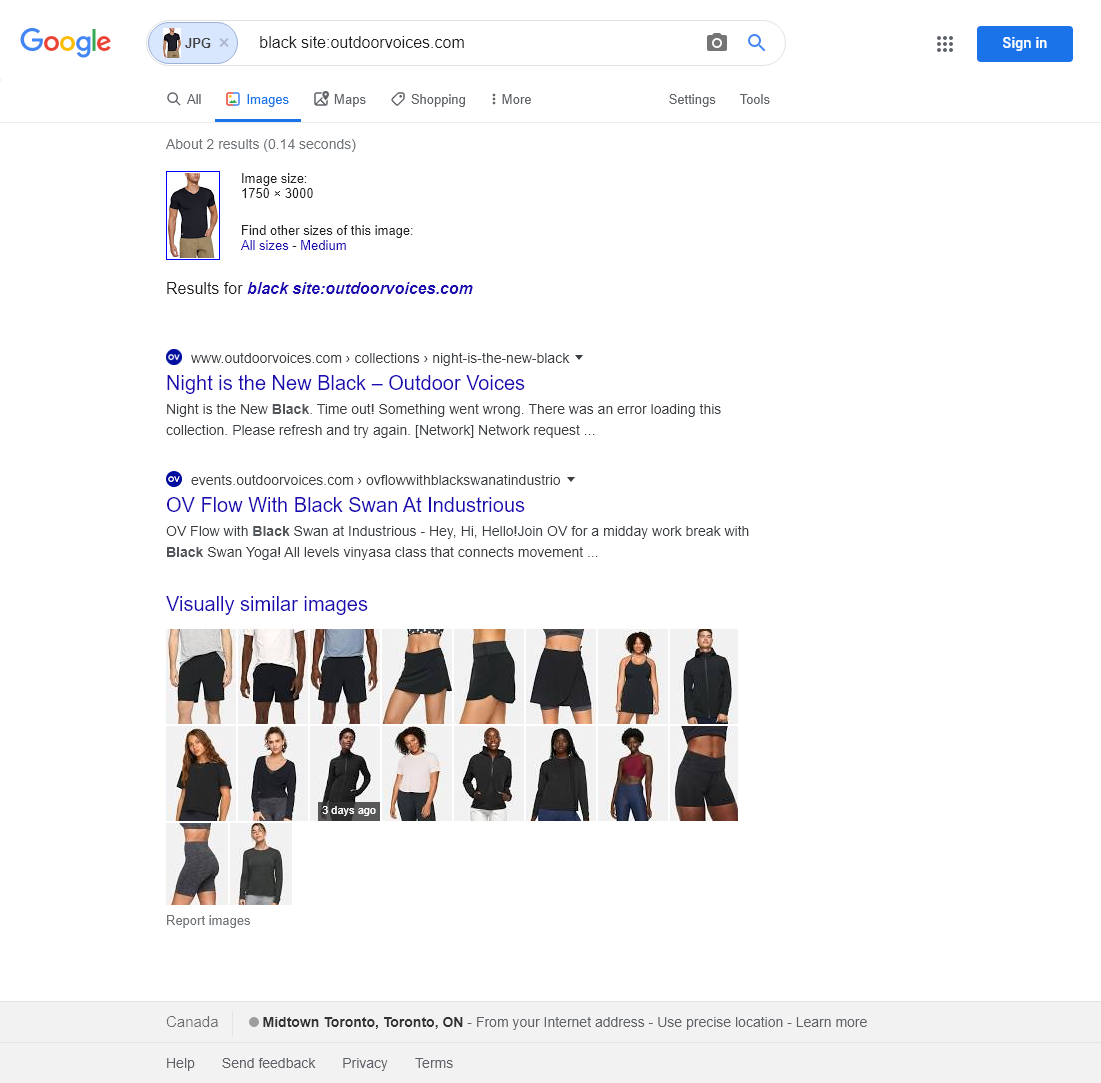 Google
JPG × black site:outdoorvoices.com
Sign in
All Images Maps Shopping More Settings Tools
About 2 results (0.14 seconds)
Image size:
1750 × 3000
Find other sizes of this image:
All sizes - Medium
Results for black site:outdoorvoices.com
OV www.outdoorvoices.com › collections › night-is-the-new-black
Night is the New Black – Outdoor Voices
Night is the New Black. Time out! Something went wrong. There was an error loading this
collection. Please refresh and try again. [Network] Network request ...
OV events.outdoorvoices.com › ovflowwithblackswanatindustrio
OV Flow With Black Swan At Industrious
OV Flow with Black Swan at Industrious - Hey, Hi, Hello!Join OV for a midday work break with
Black Swan Yoga! All levels vinyasa class that connects movement ...
Visually similar images
3 days ago
Report images
Canada Midtown Toronto, Toronto, ON - From your Internet address - Use precise location - Learn more
Help Send feedback Privacy Terms